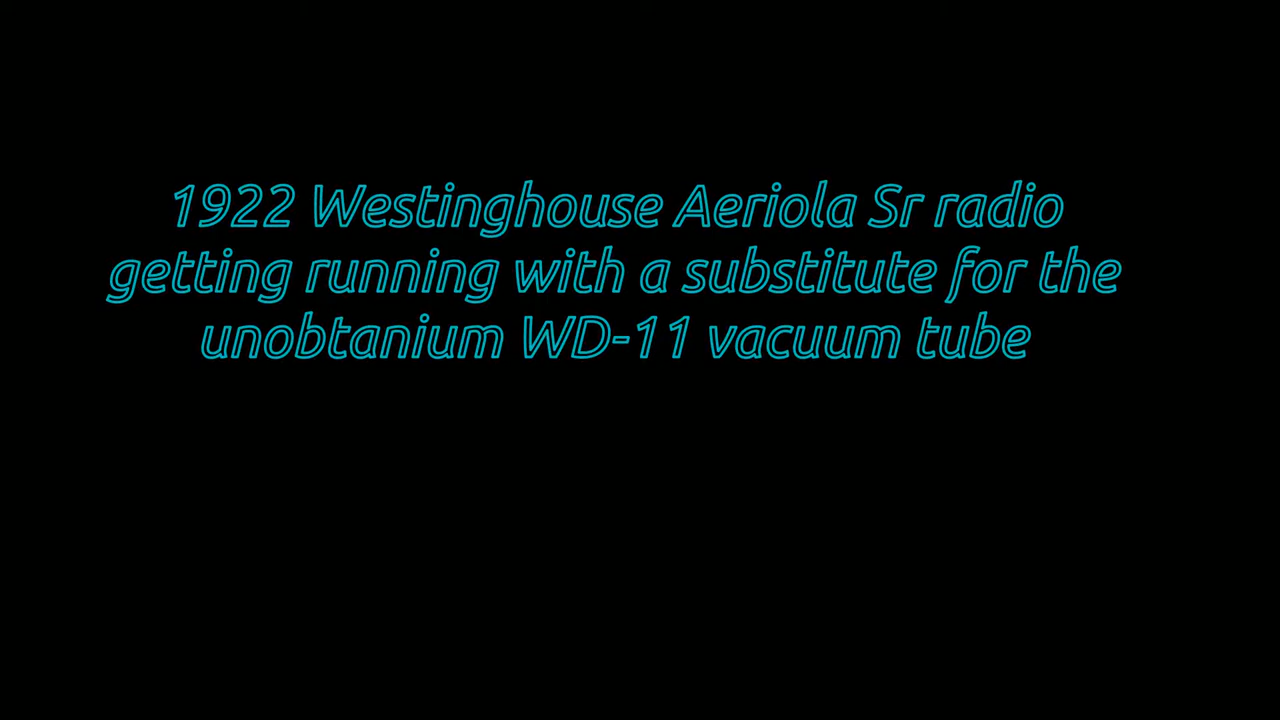 1922 Westinghouse Aeriola Sr radio
getting running with a substitute for the
unobtanium WD-11 vacuum tube